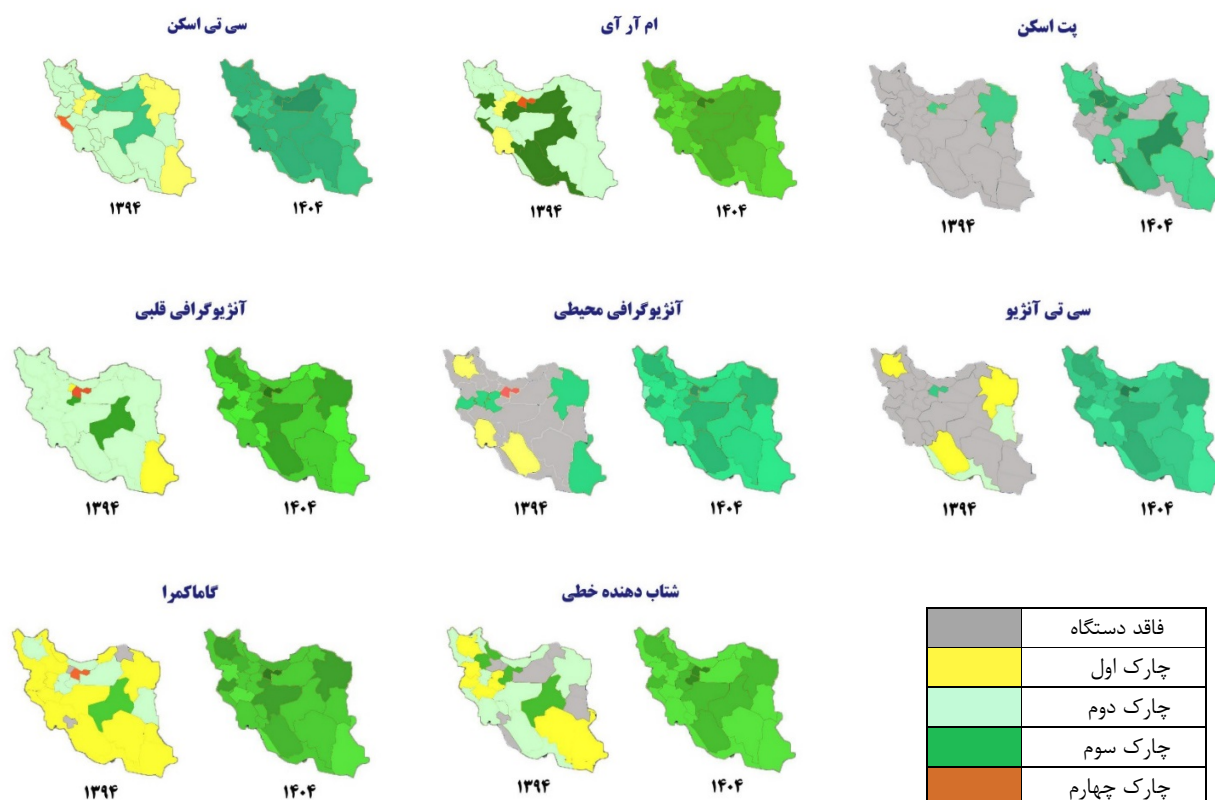 سی تی اسکن
ام آر آی
پت اسکن
۱۳۹۴
۱۴۰۴
۱۳۹۴
۱۴۰۴
۱۳۹۴
۱۴۰۴
آنژیوگرافی قلبی
آنژیوگرافی محیطی
سی تی آنژیو
۱۳۹۴
۱۴۰۴
۱۳۹۴
۱۴۰۴
۱۳۹۴
۱۴۰۴
گاماکمرا
شتاب دهنده خطی
۱۳۹۴
۱۴۰۴
۱۳۹۴
۱۴۰۴
فاقد دستگاه
چارک اول
چارک دوم
چارک سوم
چارک چهارم